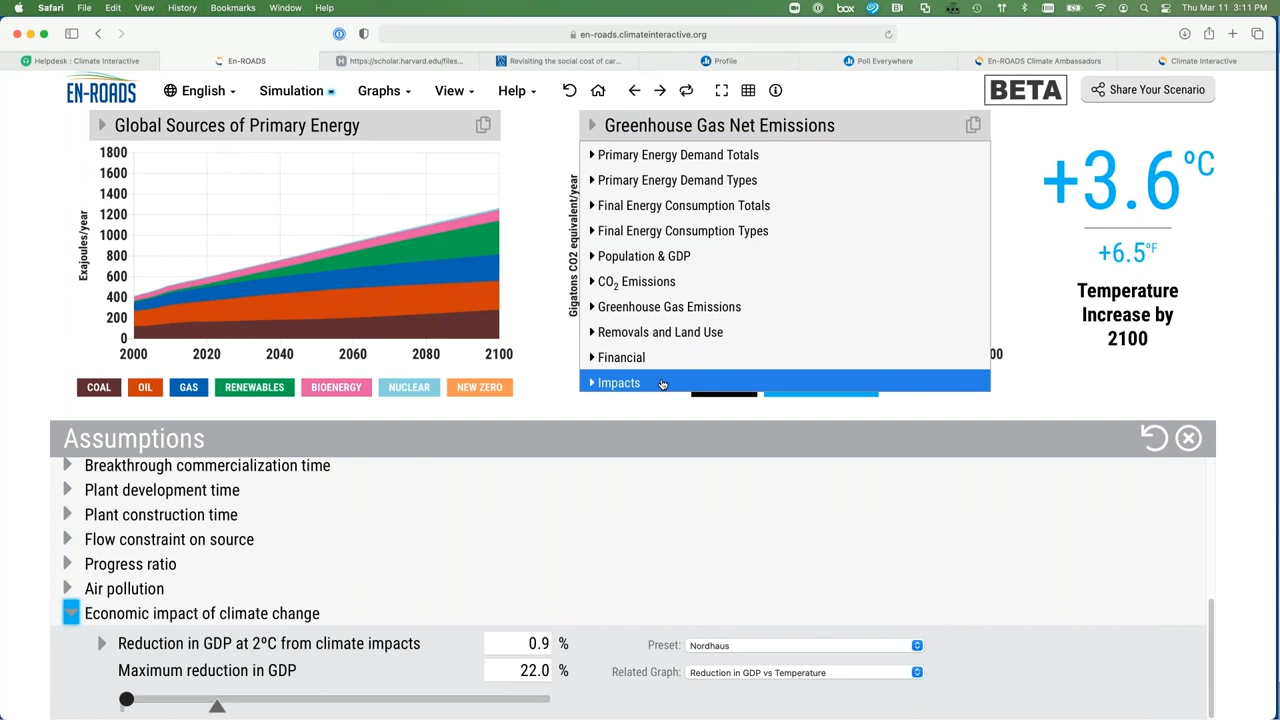 Safari File Edit View History Bookmarks Window Help box Thu Mar 11 3:11 PM
en-roads.climateinteractive.org
Helpdesk : Climate Interactive En-ROADS https://scholar.harvard.edu/files... Revisiting the social cost of car... Profile Poll Everywhere En-ROADS Climate Ambassadors Climate Interactive
EN-ROADS English Simulation Graphs View Help BETA Share Your Scenario
Global Sources of Primary Energy
Exajoules/year
1800
1600
1400
1200
1000
800
600
400
200
0
2000 2020 2040 2060 2080 2100
COAL OIL GAS RENEWABLES BIOENERGY NUCLEAR NEW ZERO
Greenhouse Gas Net Emissions
Gigatons CO2 equivalent/year
Primary Energy Demand Totals
Primary Energy Demand Types
Final Energy Consumption Totals
Final Energy Consumption Types
Population & GDP
CO2 Emissions
Greenhouse Gas Emissions
Removals and Land Use
Financial
Impacts
00
+3.6ºC
+6.5°F
Temperature
Increase by
2100
Assumptions
Breakthrough commercialization time
Plant development time
Plant construction time
Flow constraint on source
Progress ratio
Air pollution
Economic impact of climate change
Reduction in GDP at 2ºC from climate impacts 0.9 % Preset: Nordhaus
Maximum reduction in GDP 22.0 % Related Graph: Reduction in GDP vs Temperature